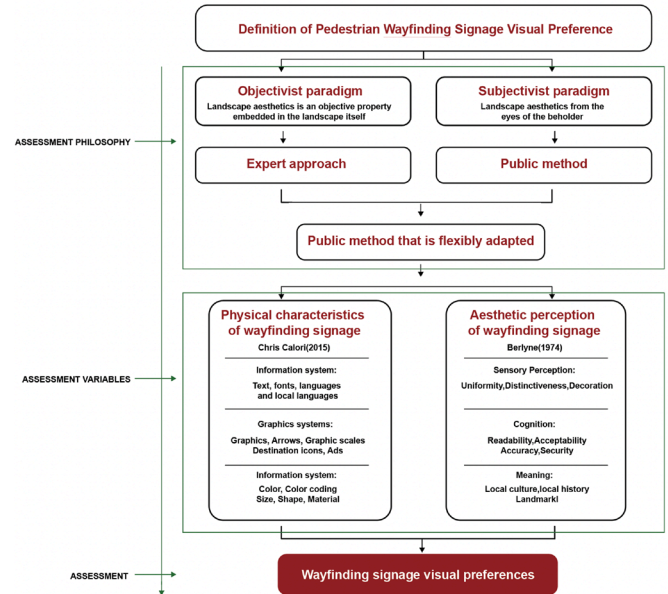 Definition of Pedestrian Wayfinding Signage Visual Preference
Objectivist paradigm
Landscape aesthetics is an objective property
embedded in the landscape itself
Subjectivist paradigm
Landscape aesthetics from the
eyes of the beholder
ASSESSMENT PHILOSOPHY
Expert approach
Public method
Public method that is flexibly adapted
Physical characteristics
of wayfinding signage
Chris Calori(2015)
Information system:
Text, fonts, languages
and local languages
Graphics systems:
Graphics, Arrows, Graphic scales
Destination icons, Ads
Information system:
Color, Color coding
Size, Shape, Material
Aesthetic perception
of wayfinding signage
Berlyne(1974)
Sensory Perception:
Uniformity,Distinctiveness,Decoration
Cognition:
Readability,Acceptability
Accuracy,Security
Meaning:
Local culture,local history
Landmarkl
ASSESSMENT VARIABLES
ASSESSMENT
Wayfinding signage visual preferences